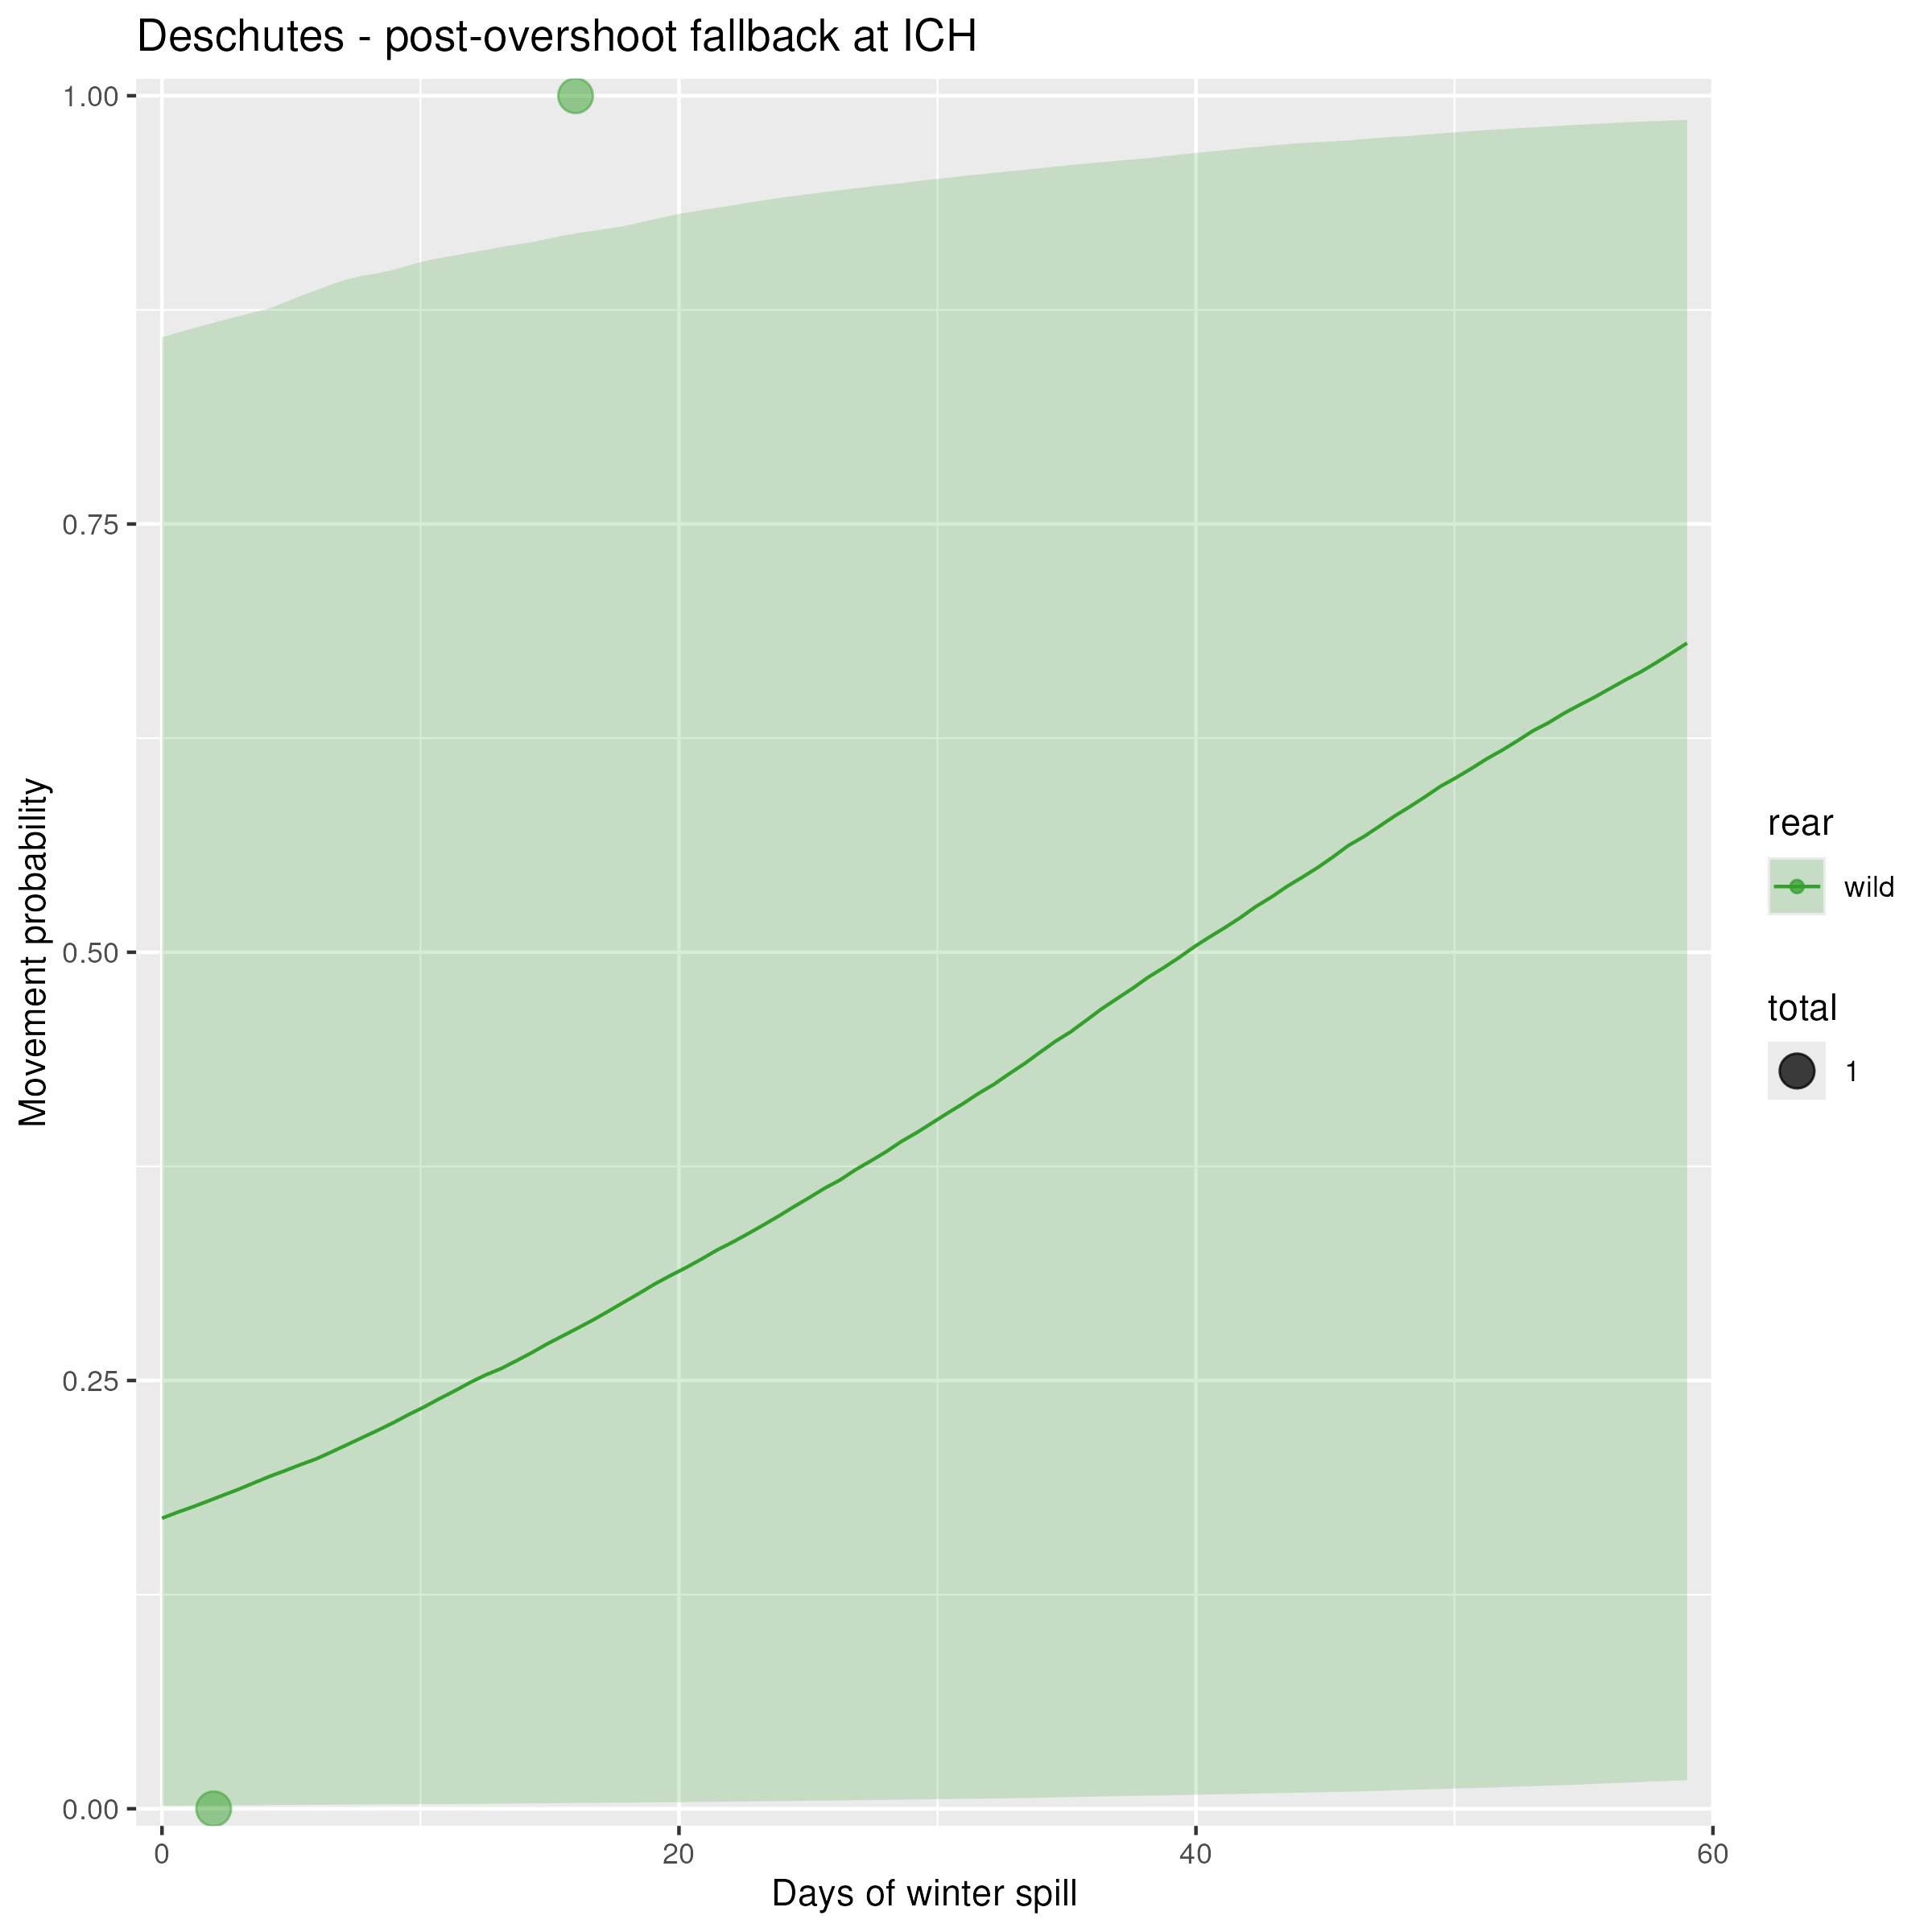 Deschutes - post-overshoot fallback at ICH
1.00
0.75
0.50
0.25
0.00
Movement probability
0
20
40
60
Days of winter spill
rear
wild
total
1